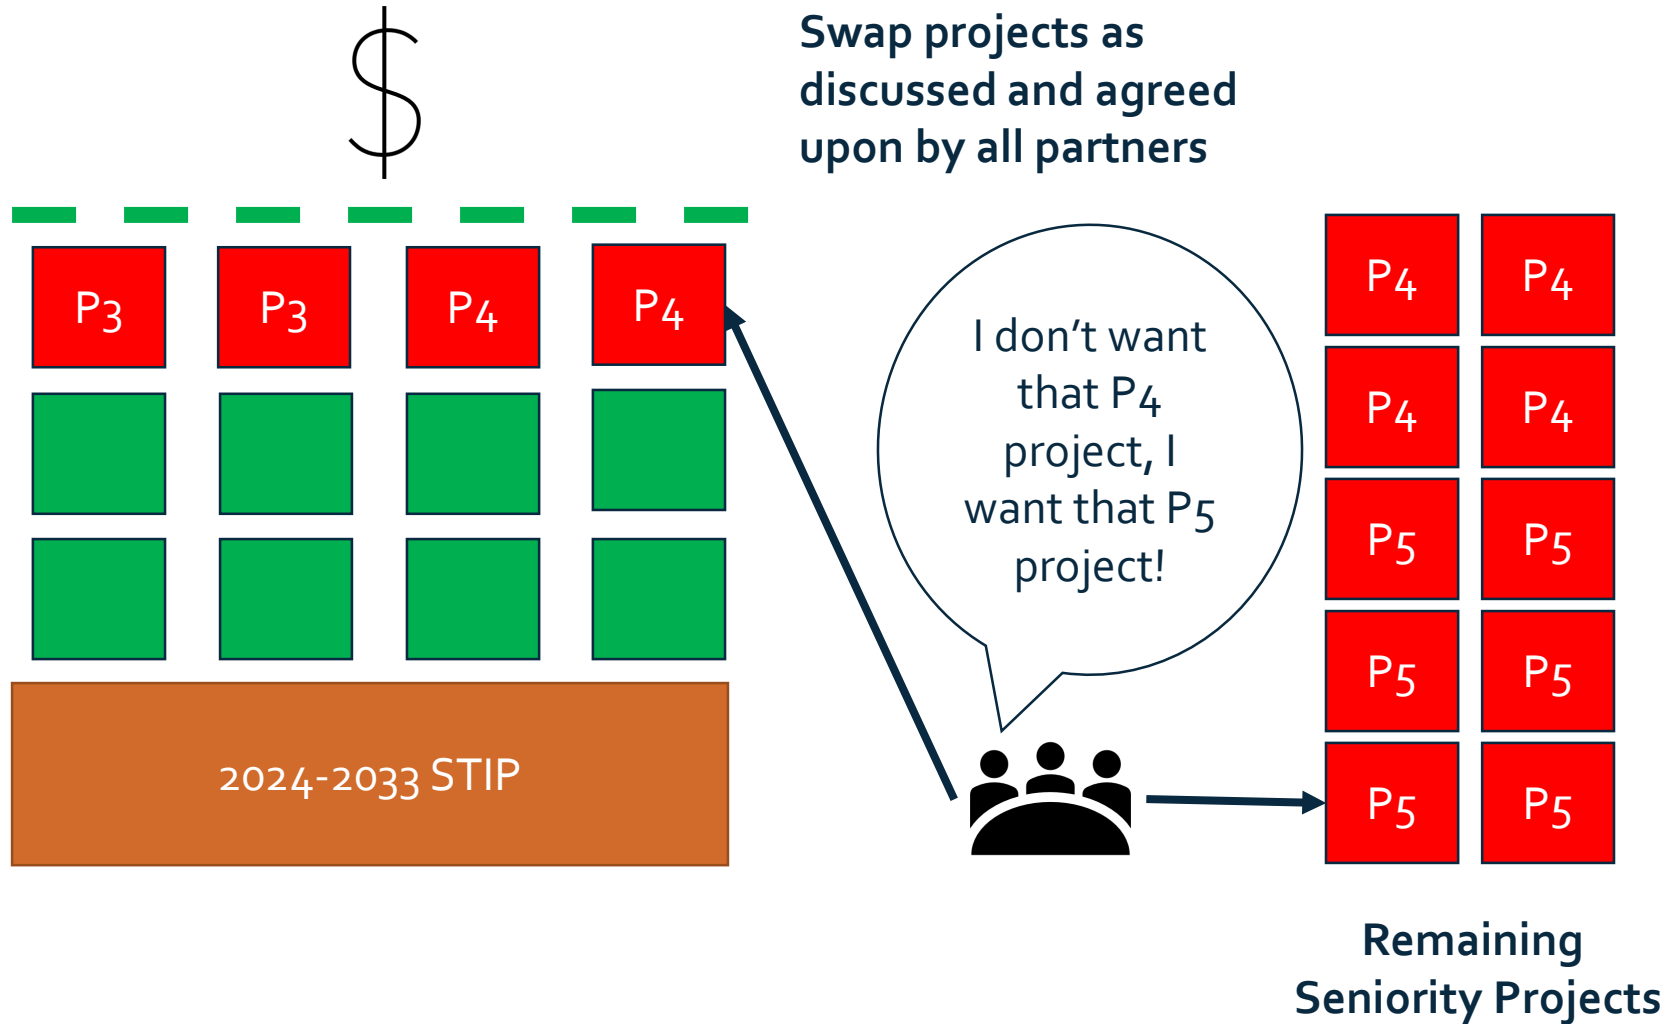 $
Swap projects as
discussed and agreed
upon by all partners
P3 P3 P4 P4
2024-2033 STIP
I don’t want
that P4
project, I
want that P5
project!
P4 P4
P4 P4
P5 P5
P5 P5
P5 P5
Remaining
Seniority Projects